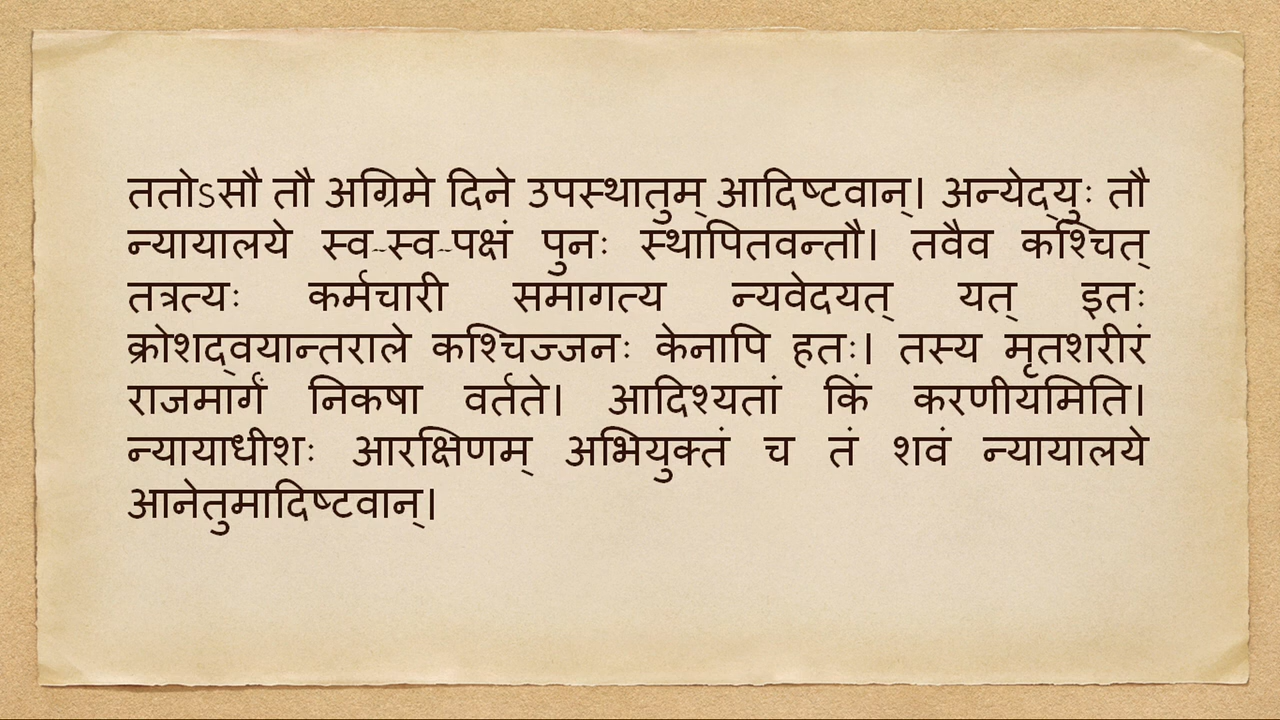 ततोऽसौ तौ अग्रिमे दिने उपस्थातुम् आदिष्टवान्। अन्येद्युः तौ
न्यायालये स्व-स्व-पक्षं पुनः स्थापितवन्तौ। तवैव कश्चित्
तत्रत्यः कर्मचारी समागत्य न्यवेदयत् यत् इतः
क्रोशद्वयान्तराले कश्चिज्जनः केनापि हतः। तस्य मृतशरीरं
राजमार्गं निकषा वर्तते। आदिश्यतां किं करणीयमिति।
न्यायाधीशः आरक्षिणम् अभियुक्तं च तं शवं न्यायालये
आनेतुमादिष्टवान्।